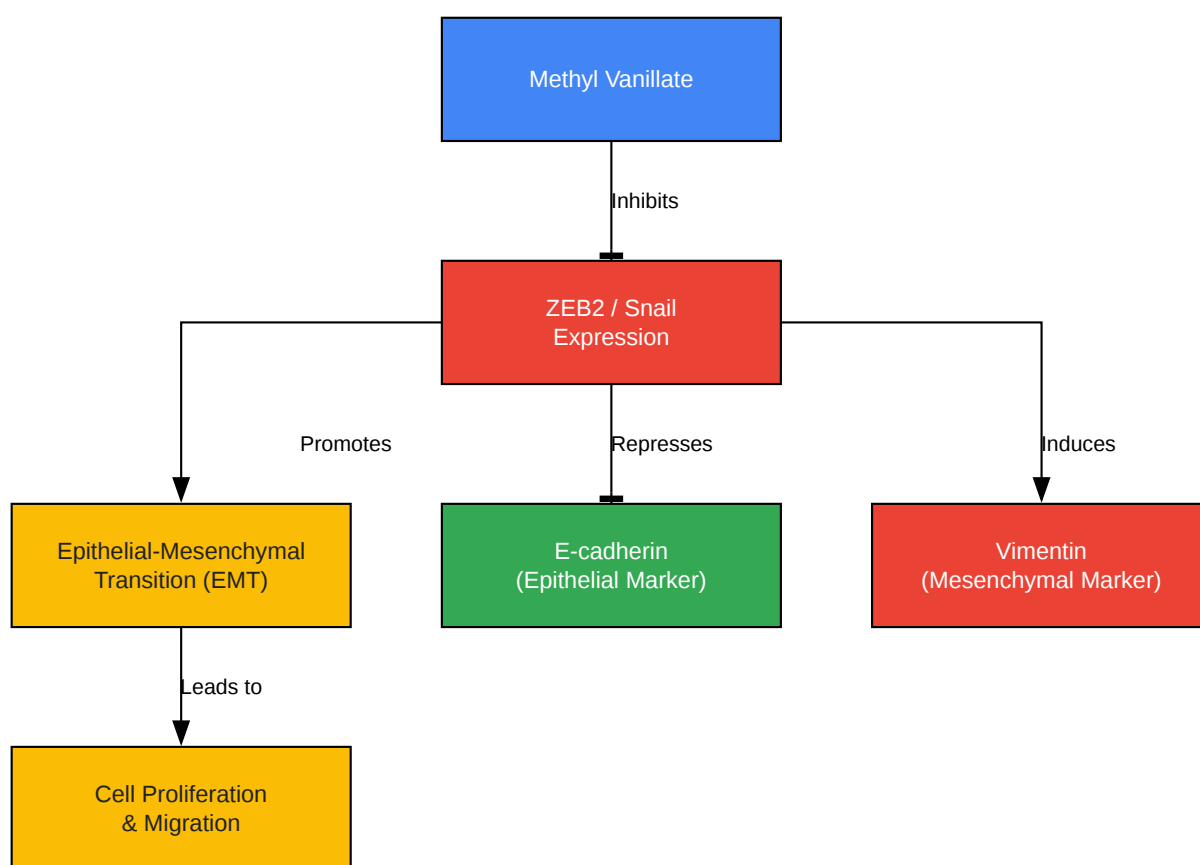 Methyl Vanillate
Inhibits
ZEB2 / Snail
Expression
Promotes
Represses
Induces
Epithelial-Mesenchymal
Transition (EMT)
E-cadherin
(Epithelial Marker)
Vimentin
(Mesenchymal Marker)
Leads to
Cell Proliferation
& Migration